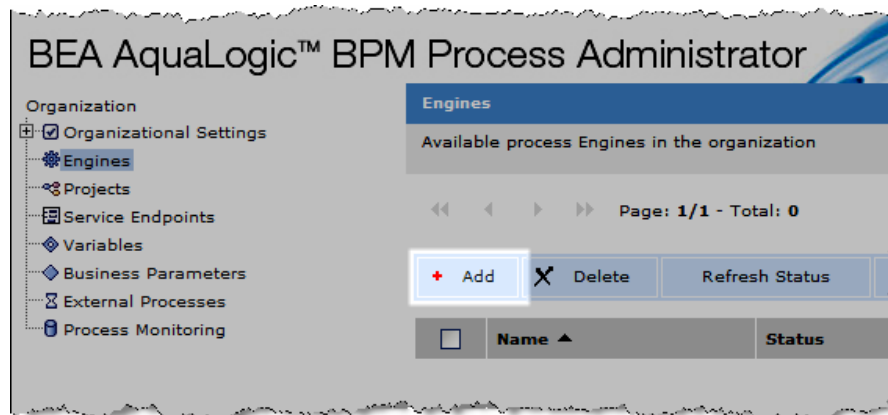 BEA AquaLogic™ BPM Process Administrator
Organization
Organizational Settings
Engines
Projects
Service Endpoints
Variables
Business Parameters
External Processes
Process Monitoring
Engines
Available process Engines in the organization
Page: 1/1 - Total: 0
Add Delete Refresh Status
Name Status